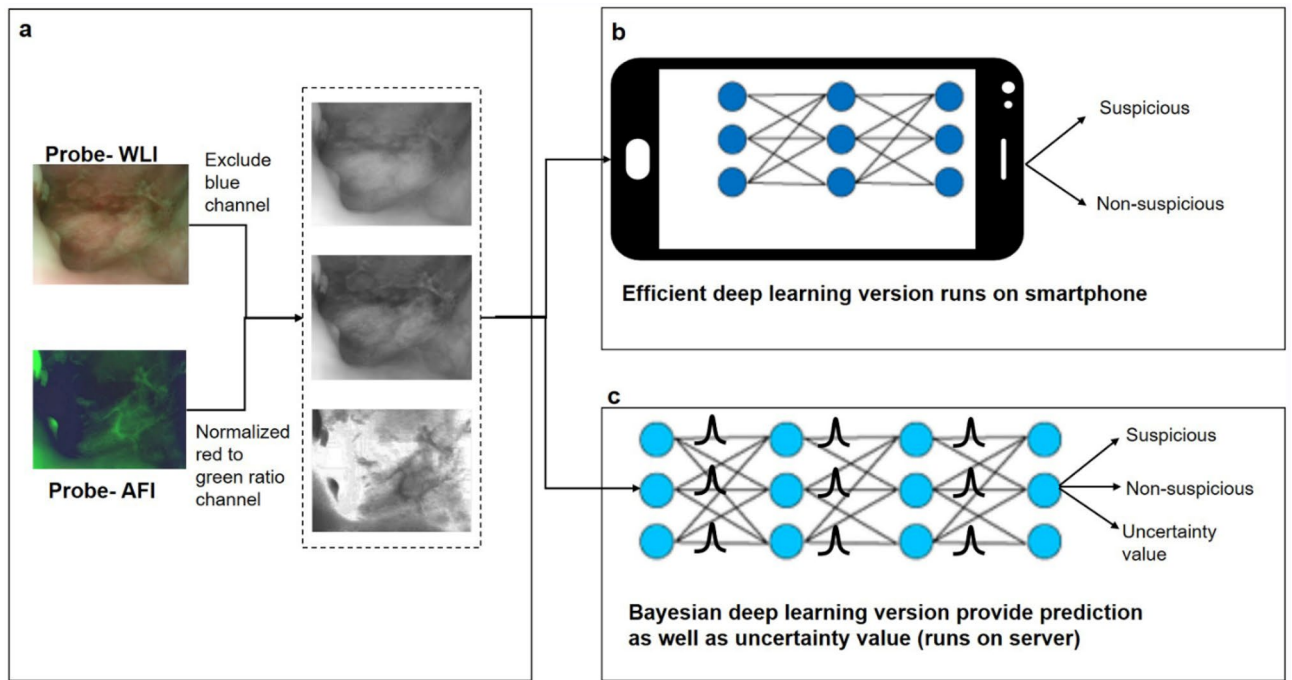 a
Probe- WLI
Exclude
blue
channel
Probe- AFI
Normalized
red to
green ratio
channel
b
Suspicious
Non-suspicious
Efficient deep learning version runs on smartphone
c
Suspicious
Non-suspicious
Uncertainty
value
Bayesian deep learning version provide prediction
as well as uncertainty value (runs on server)